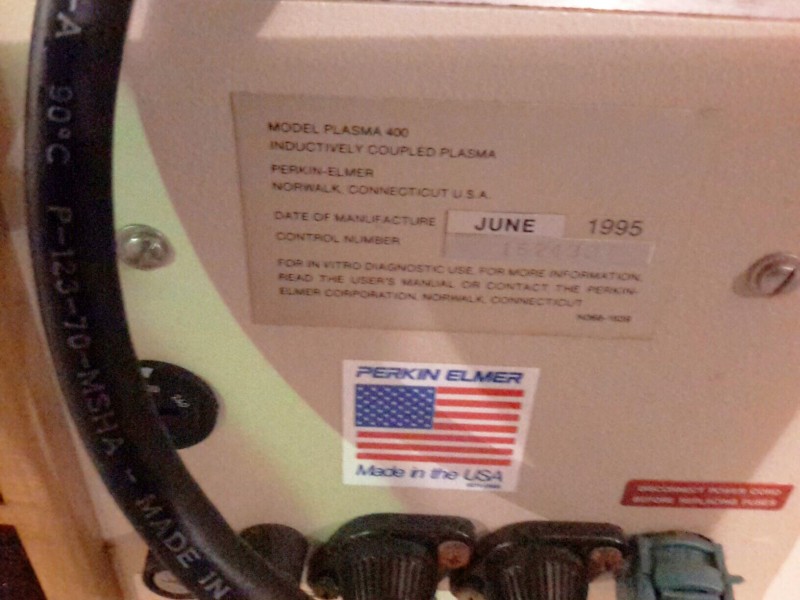 -A 90°C P-123-70-MSHA - MADE IN
MODEL PLASMA 400
INDUCTIVELY COUPLED PLASMA
PERKIN-ELMER
NORWALK, CONNECTICUT U.S.A.
DATE OF MANUFACTURE JUNE 1995
CONTROL NUMBER
FOR IN VITRO DIAGNOSTIC USE. FOR MORE INFORMATION,
READ THE USER'S MANUAL OR CONTACT THE PERKIN-
ELMER CORPORATION, NORWALK, CONNECTICUT
PERKIN ELMER
Made in the USA
DISCONNECT POWER CORD
BEFORE REPLACING FUSES